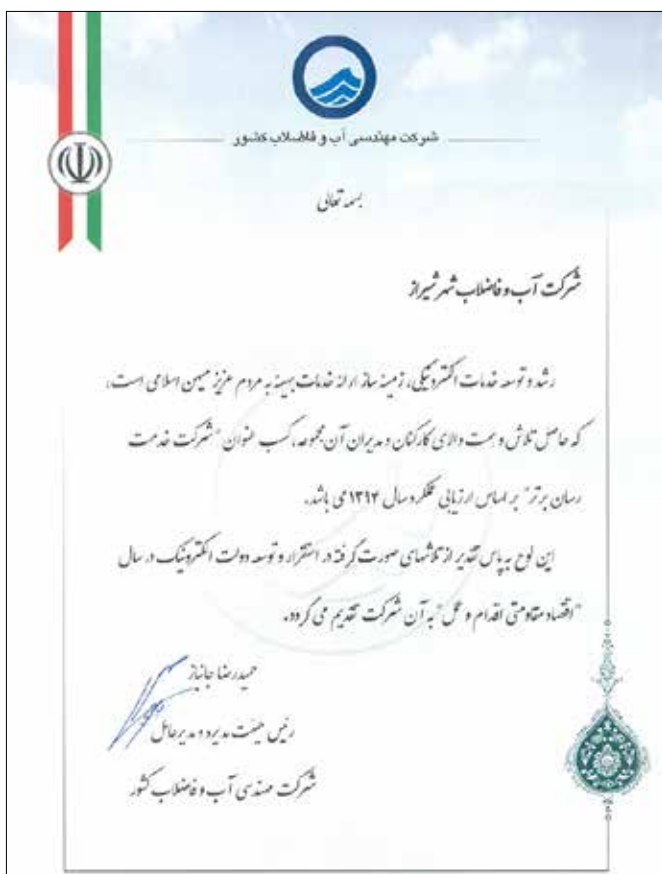 شرکت مهندسی آب و فاضلاب کشور
بسمه تعالی
شرکت آب و فاضلاب شهر شیراز
رشد و توسعه خدمات الکترونیکی، زمینه ساز ارائه خدمات بهینه به مردم عزیز میهن اسلامی است،
که حاصل تلاش و همت والای کارکنان و مدیران آن مجموعه، کسب عنوان "شرکت خدمت
رسان برتر" بر اساس ارزیابی عملکرد سال ۱۳۹۴ می باشد.
این لوح به پاس تقدیر از تلاشهای صورت گرفته در استقرار و توسعه دولت الکترونیک در سال
"اقتصاد مقاومتی اقدام و عمل" به آن شرکت تقدیم می گردد.
حمیدرضا جانباز
رئیس هیئت مدیره و مدیرعامل
شرکت مهندسی آب و فاضلاب کشور